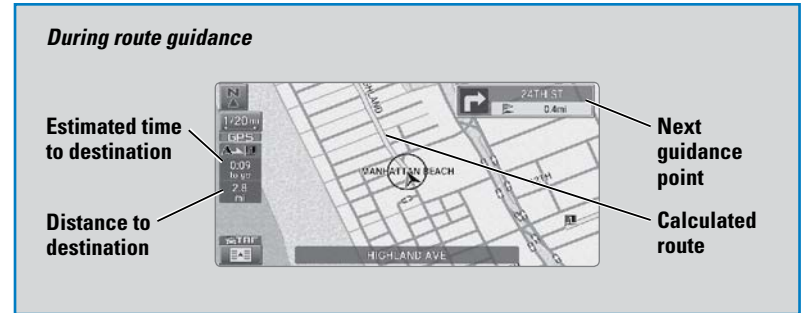 During route guidance
Estimated time
to destination
Distance to
destination
N
1/20mi
GPS
0:09
to go
2.8
mi
HIGHLAND
MANHATTAN BEACH
24TH ST
0.4mi
HIGHLAND AVE
Next
guidance
point
Calculated
route